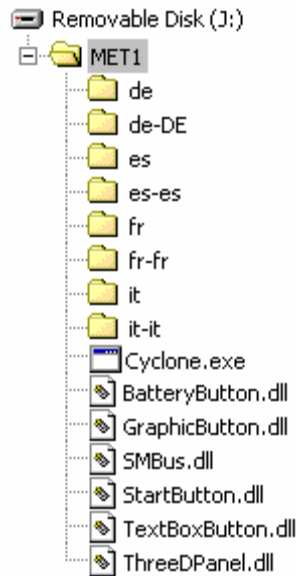 Removable Disk (J:)
MET1
de
de-DE
es
es-es
fr
fr-fr
it
it-it
Cyclone.exe
BatteryButton.dll
GraphicButton.dll
SMBus.dll
StartButton.dll
TextBoxButton.dll
ThreeDPanel.dll